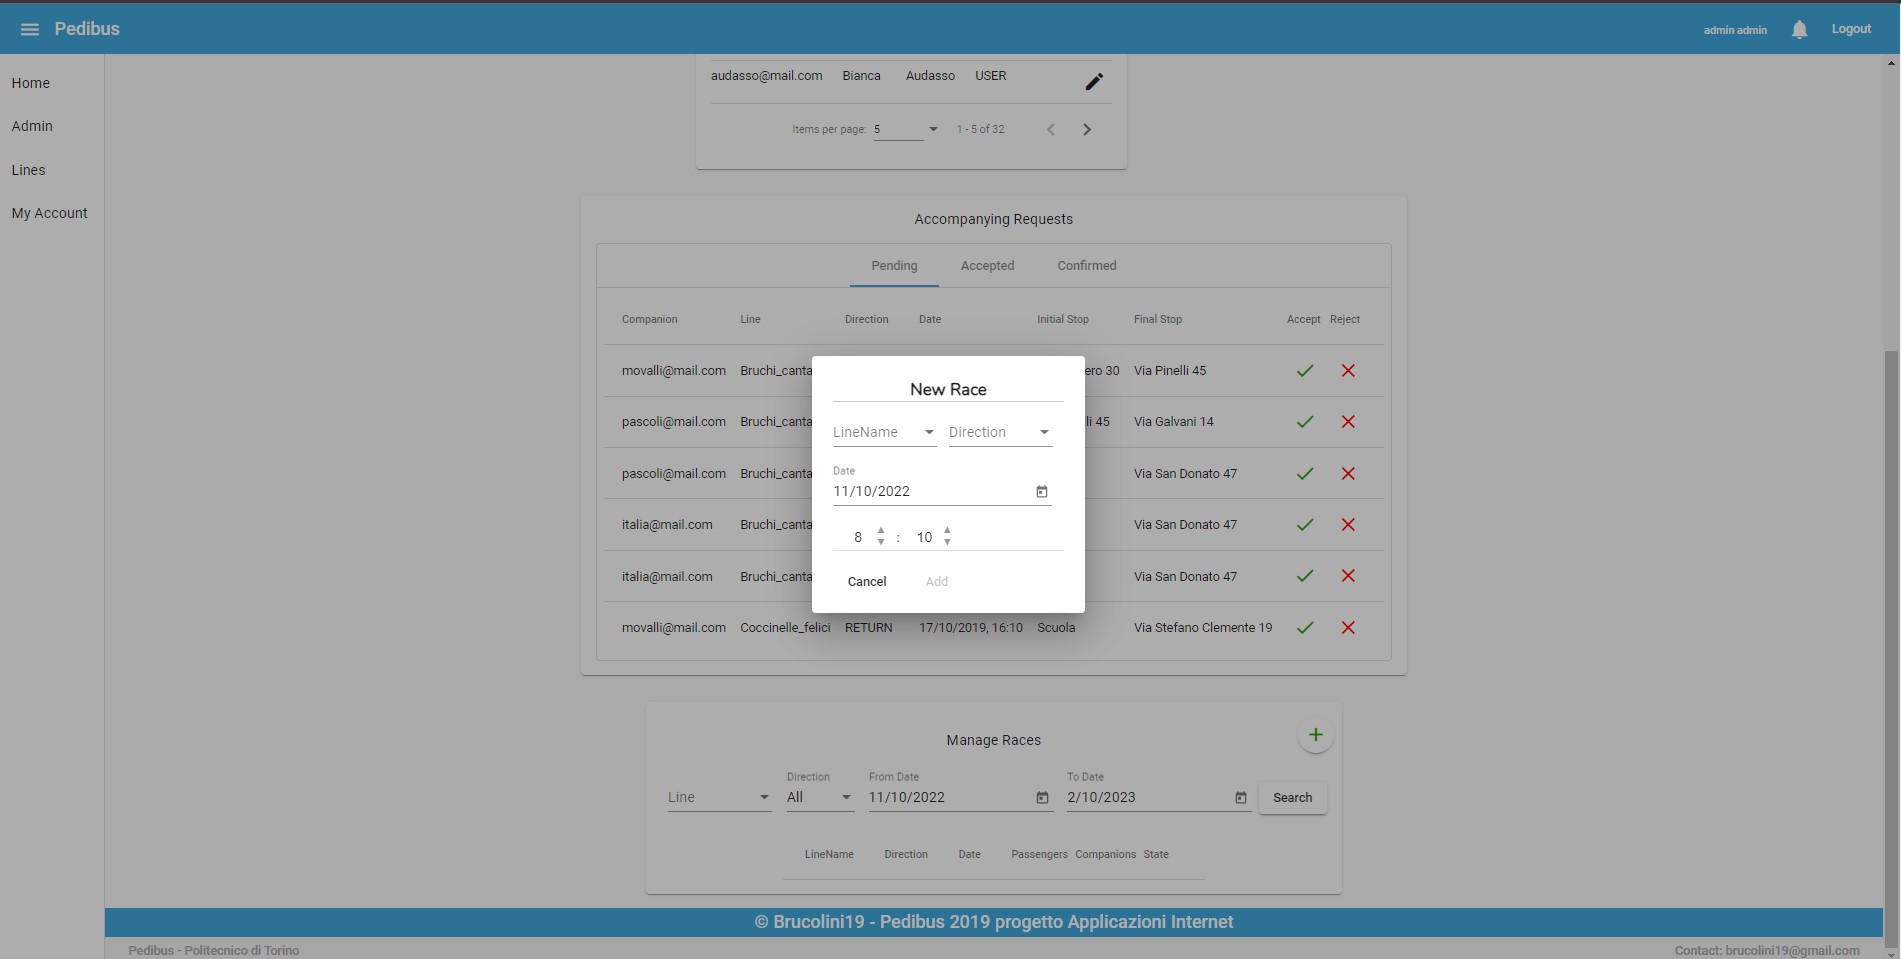 Pedibus
admin admin
Logout
Home
Admin
Lines
My Account
audasso@mail.com Bianca Audasso USER
Items per page: 5 1 - 5 of 32
Accompanying Requests
Pending Accepted Confirmed
Companion Line Direction Date Initial Stop Final Stop Accept Reject
movalli@mail.com Bruchi_canta ero 30 Via Pinelli 45
pascoli@mail.com Bruchi_canta li 45 Via Galvani 14
pascoli@mail.com Bruchi_canta Via San Donato 47
italia@mail.com Bruchi_canta Via San Donato 47
italia@mail.com Bruchi_canta Via San Donato 47
movalli@mail.com Coccinelle_felici RETURN 17/10/2019, 16:10 Scuola Via Stefano Clemente 19
New Race
LineName Direction
Date
11/10/2022
8 : 10
Cancel Add
Manage Races
+
Direction From Date To Date
Line All 11/10/2022 2/10/2023 Search
LineName Direction Date Passengers Companions State
© Brucolini19 - Pedibus 2019 progetto Applicazioni Internet
Pedibus - Politecnico di Torino
Contact: brucolini19@gmail.com